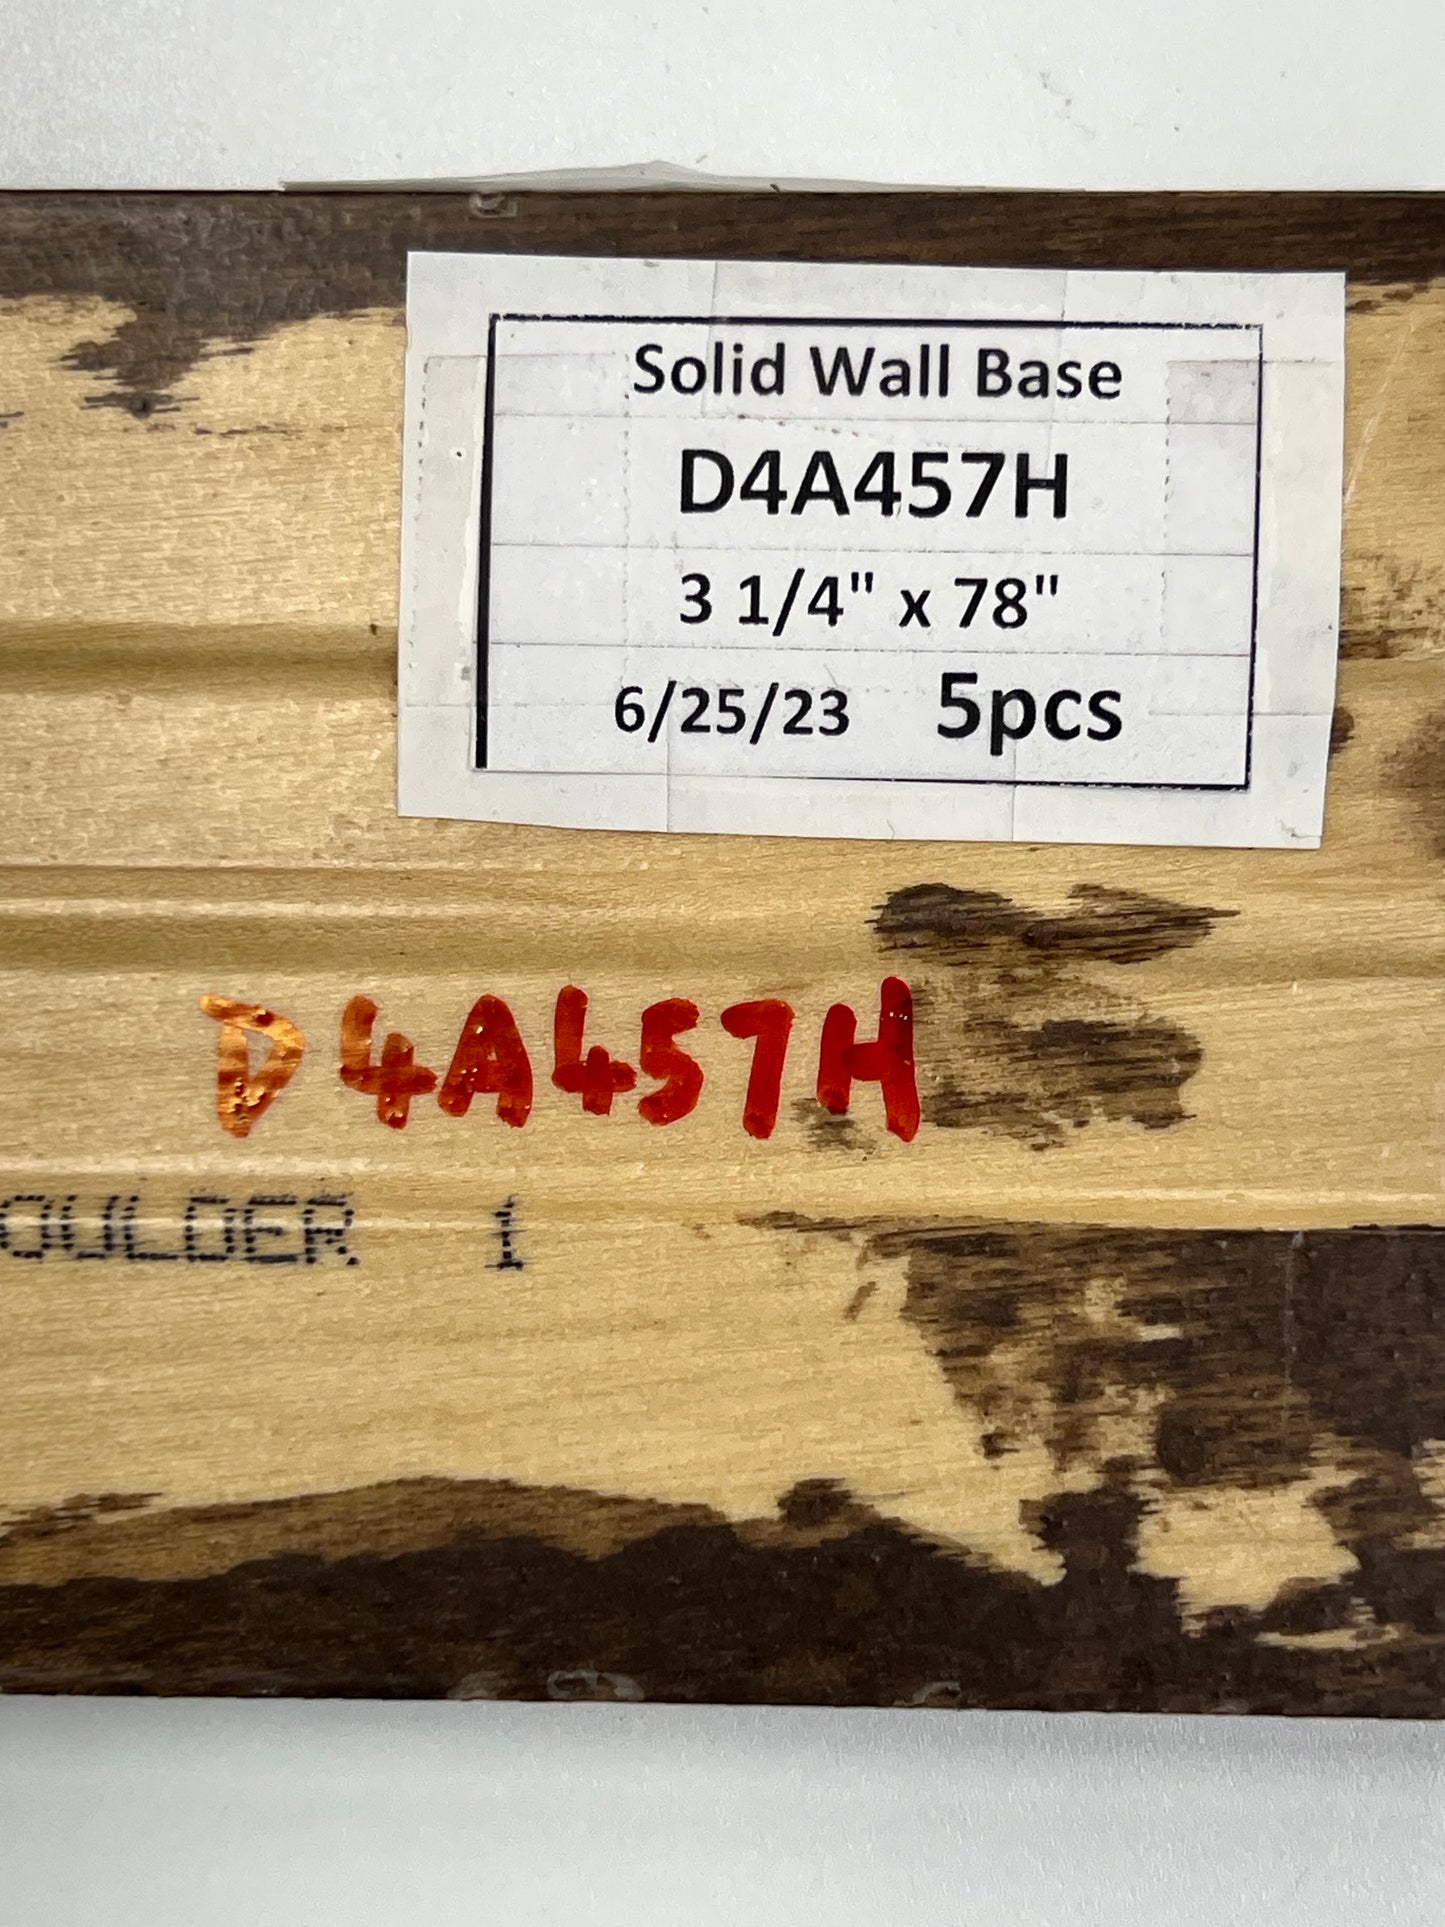 Solid Wall Base
D4A457H
3 1/4" x 78"
6/25/23 5pcs
D4A457H
OULDER 1